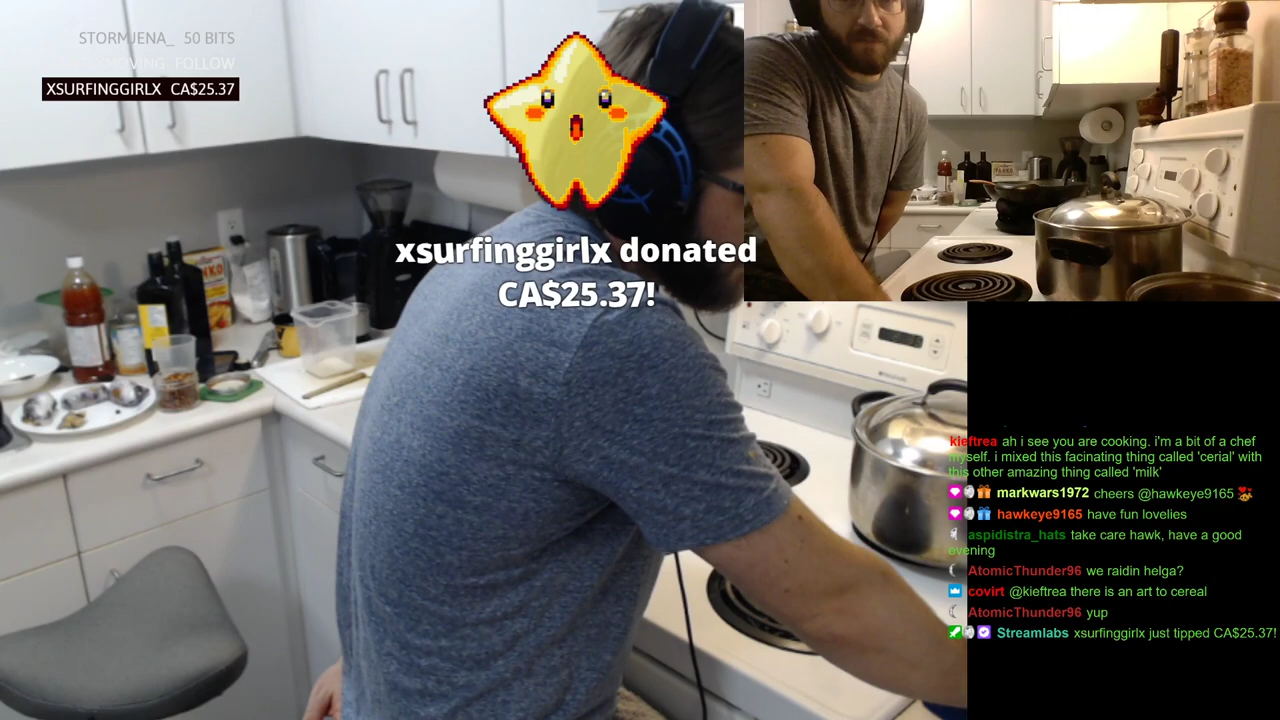 STORMJENA_ 50 BITS
FOLLOW
XSURFINGGIRLX CA$25.37
xsurfinggirlx donated
CA$25.37!
kieftrea ah i see you are cooking. i'm a bit of a chef
myself. i mixed this facinating thing called 'cerial' with
this other amazing thing called 'milk'
markwars1972 cheers @hawkeye9165
hawkeye9165 have fun lovelies
aspidistra_hats take care hawk, have a good
evening
AtomicThunder96 we raidin helga?
covirt @kieftrea there is an art to cereal
AtomicThunder96 yup
Streamlabs xsurfinggirlx just tipped CA$25.37!